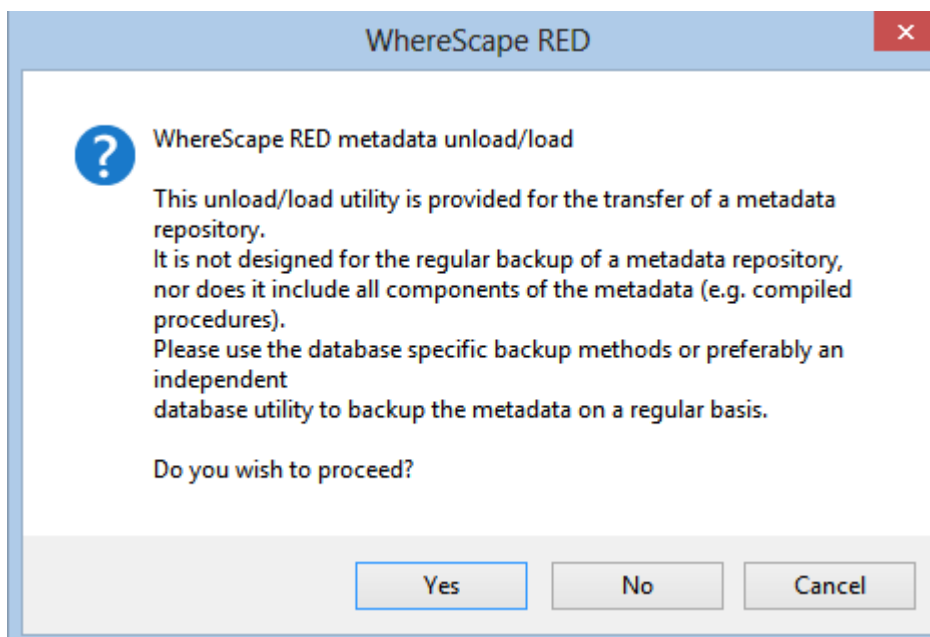 WhereScape RED
WhereScape RED metadata unload/load
This unload/load utility is provided for the transfer of a metadata
repository.
It is not designed for the regular backup of a metadata repository,
nor does it include all components of the metadata (e.g. compiled
procedures).
Please use the database specific backup methods or preferably an
independent
database utility to backup the metadata on a regular basis.
Do you wish to proceed?
Yes No Cancel